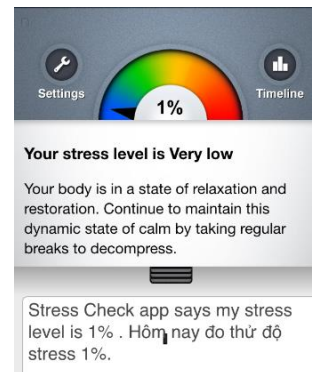 Settings
1%
Timeline
Your stress level is Very low
Your body is in a state of relaxation and
restoration. Continue to maintain this
dynamic state of calm by taking regular
breaks to decompress.
Stress Check app says my stress
level is 1% . Hôm nay đo thử độ
stress 1%.